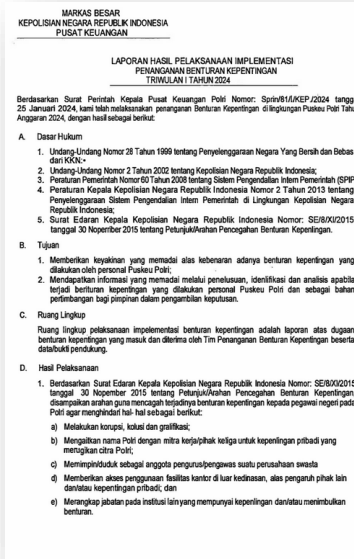 MARKAS BESAR
KEPOLISIAN NEGARA REPUBLIK INDONESIA
PUSAT KEUANGAN
LAPORAN HASIL PELAKSANAAN IMPLEMENTASI
PENANGANAN BENTURAN KEPENTINGAN
TRIWULAN I TAHUN 2024
Berdasarkan Surat Perintah Kepala Pusat Keuangan Polri Nomor: Sprin/81/I/KEP./2024 tangg
25 Januari 2024, kami telah melaksanakan penanganan Benturan Kepentingan di lingkungan Puskeu Polri Tahu
Anggaran 2024, dengan hasil sebagai berikut:
A. Dasar Hukum
1. Undang-Undang Nomor 28 Tahun 1999 tentang Penyelenggaraan Negara Yang Bersih dan Bebas
dari KKN:•
2. Undang-Undang Nomor 2 Tahun 2002 tentang Kepolisian Negara Republik Indonesia;
3. Peraturan Pemerintah Nomor 60 Tahun 2008 tentang Sistem Pengendalian Intern Pemerintah (SPIP
4. Peraturan Kepala Kepolisian Negara Republik Indonesia Nomor 2 Tahun 2013 tentang
Penyelenggaraan Sistem Pengendalian Intern Pemerintah di Lingkungan Kepolisian Negara
Republik Indonesia;
5. Surat Edaran Kepala Kepolisian Negara Republik Indonesia Nomor: SE/8/XI/2015
tanggal 30 Noperriber 2015 tentang Petunjuk/Arahan Pencegahan Benturan Kepenlingan.
B. Tujuan
1. Memberikan keyakinan yang memadai alas kebenaran adanya benturan kepentingan yang
dilakukan oleh personal Puskeu Polri;
2. Mendapatkan informasi yang memadai melalui penelusuan, idenlifikasi dan analisis apabila
terjadi berituran kepentingan yang dilakukan personal Puskeu Polri dan sebagai bahan
pertimbangan bagi pimpinan dalam pengambilan keputusan.
C. Ruang Lingkup
Ruang lingkup pelaksanaan impelementasi benturan kepentingan adalah laporan atas dugaan
benturan kepentingan yang masuk dan diterima oleh Tim Penanganan Benturan Kepentingan beserta
data/bukti pendukung.
D. Hasil Pelaksanaan
1. Berdasarkan Surat Edaran Kepala Kepolisian Negara Republik Indonesia Nomor: SE/8/XI/2015
tanggal 30 Nopember 2015 tentang Petunjuk/Arahan Pencegahan Benturan Kepentingan,
disampaikan arahan guna mencagah terjadinya benturan kepentingan kepada pegawai negeri pada
Polri agar menghindari hal- hal sebagai berikut:
a) Melakukan korupsi, kolusi dan gralifikasi;
b) Mengaitkan nama Polri dengan mitra kerja/pihak keliga untuk kepenlingan pribadi yang
merugikan citra Polri;
c) Memimpin/duduk sebagai anggota pengurus/pengawas suatu perusahaan swasta
d) Memberikan akses penggunaan fasilitas kantor di luar kedinasan, alas pengaruh pihak lain
dan/atau kepentingan pribadi; dan
e) Merangkap jabatan pada institusi lain yang mempunyai kepenlingan dan/atau menimbulkan
benturan.